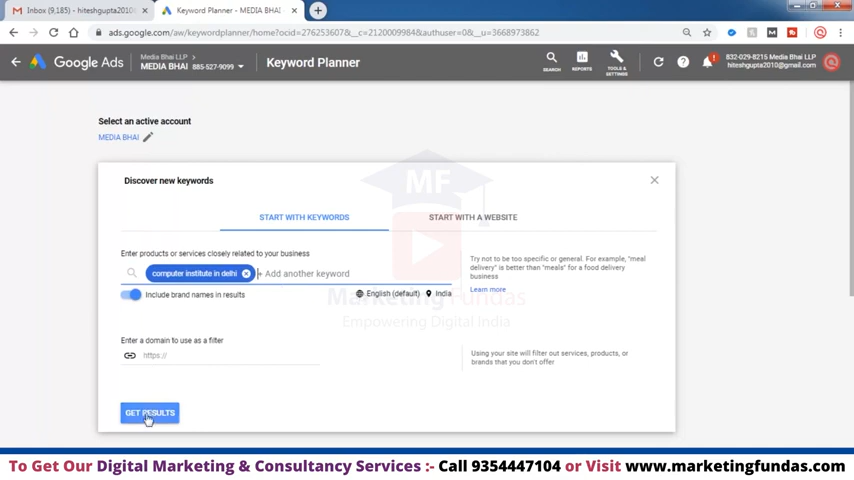 Inbox (9,185) - hiteshgupta2010@
Keyword Planner - MEDIA BHAI
ads.google.com/aw/keywordplanner/home?ocid=276253607&__c=2120099984&authuser=0&__u=3668973862
Google Ads
Media Bhai LLP >
MEDIA BHAI 885-527-9099
Keyword Planner
SEARCH
REPORTS
TOOLS &
SETTINGS
832-029-8215 Media Bhai LLP
hiteshgupta2010@gmail.com
Select an active account
MEDIA BHAI
Discover new keywords
MF
START WITH KEYWORDS
START WITH A WEBSITE
Enter products or services closely related to your business
computer institute in delhi
+ Add another keyword
Try not to be too specific or general. For example, "meal
delivery" is better than "meals" for a food delivery
business
Learn more
Include brand names in results
English (default)
India
Marketing Fundas
Empowering Digital India
Enter a domain to use as a filter
https://
Using your site will filter out services, products, or
brands that you don't offer
GET RESULTS
To Get Our Digital Marketing & Consultancy Services :- Call 9354447104 or Visit www.marketingfundas.com